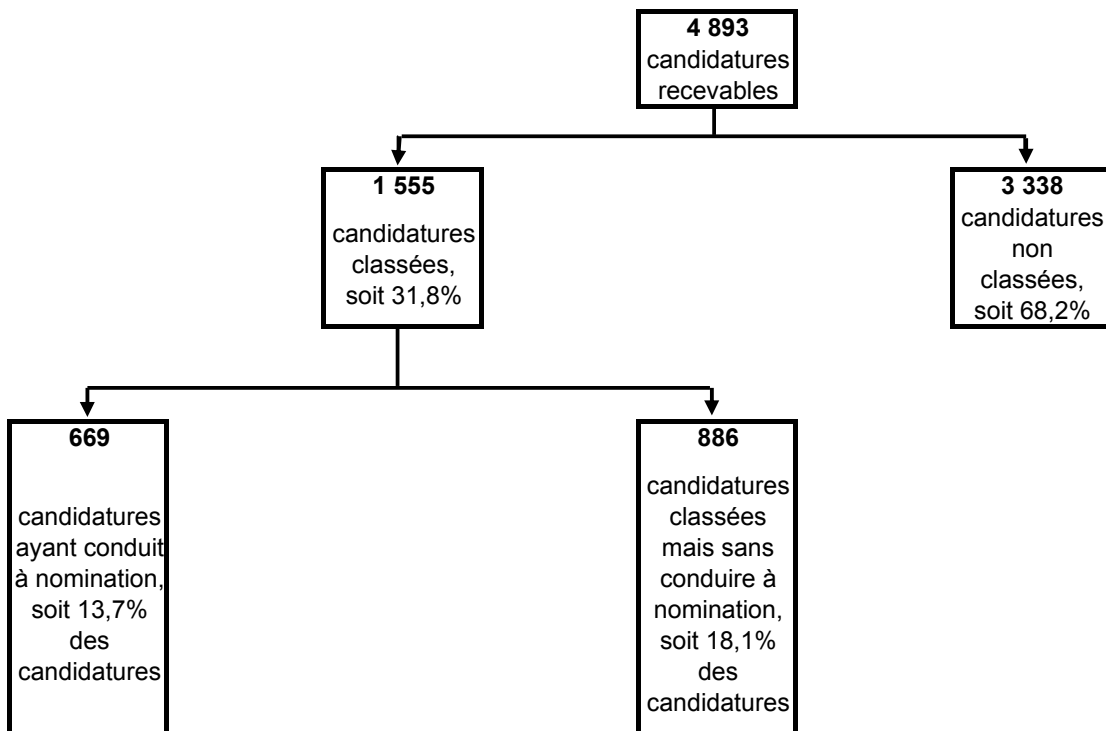 4 893
candidatures
recevables
1 555
candidatures
classées,
soit 31,8%
3 338
candidatures
non
classées,
soit 68,2%
669
candidatures
ayant conduit
à nomination,
soit 13,7%
des
candidatures
886
candidatures
classées
mais sans
conduire à
nomination,
soit 18,1%
des
candidatures